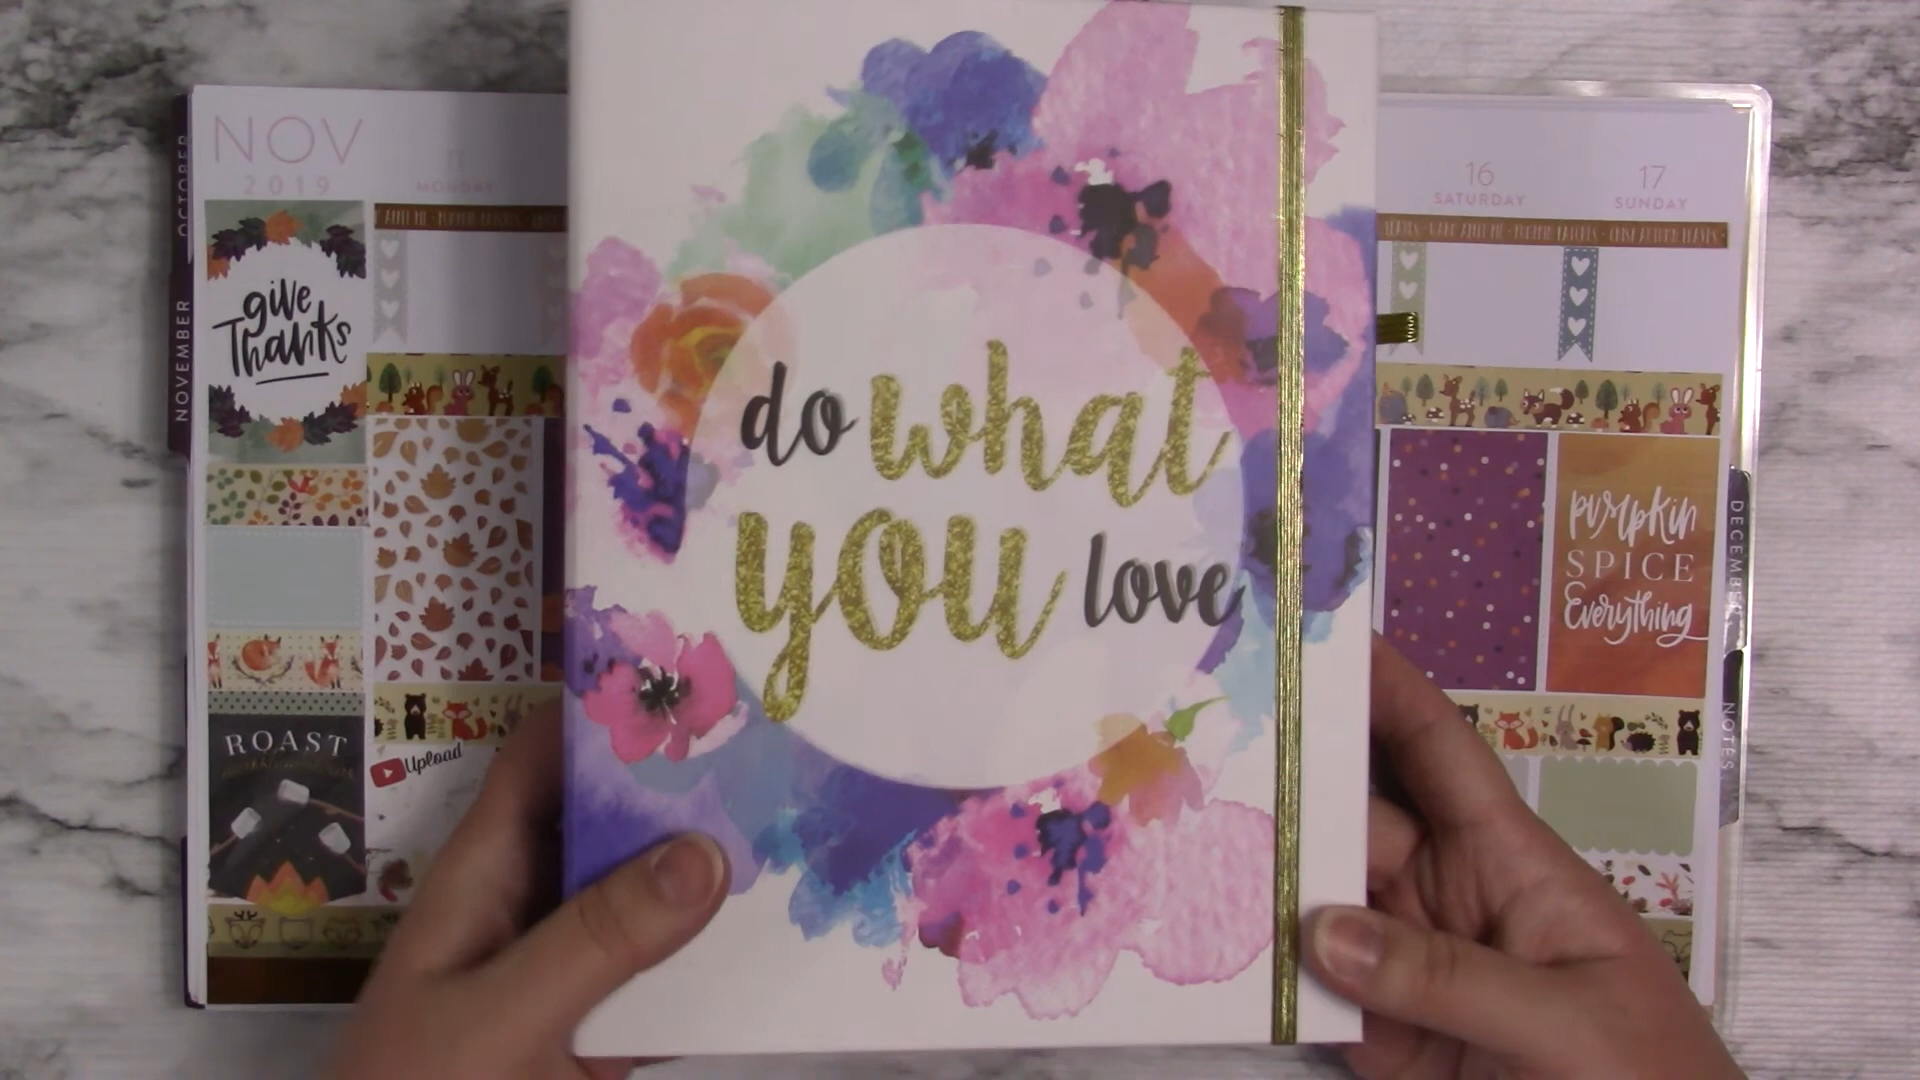 NOV
2019
MONDAY
16
SATURDAY
17
SUNDAY
OCTOBER
NOVEMBER
give
Thanks
do what
you love
pumpkin
SPICE
Everything
DECEMBER
NOTES
ROAST
Upload